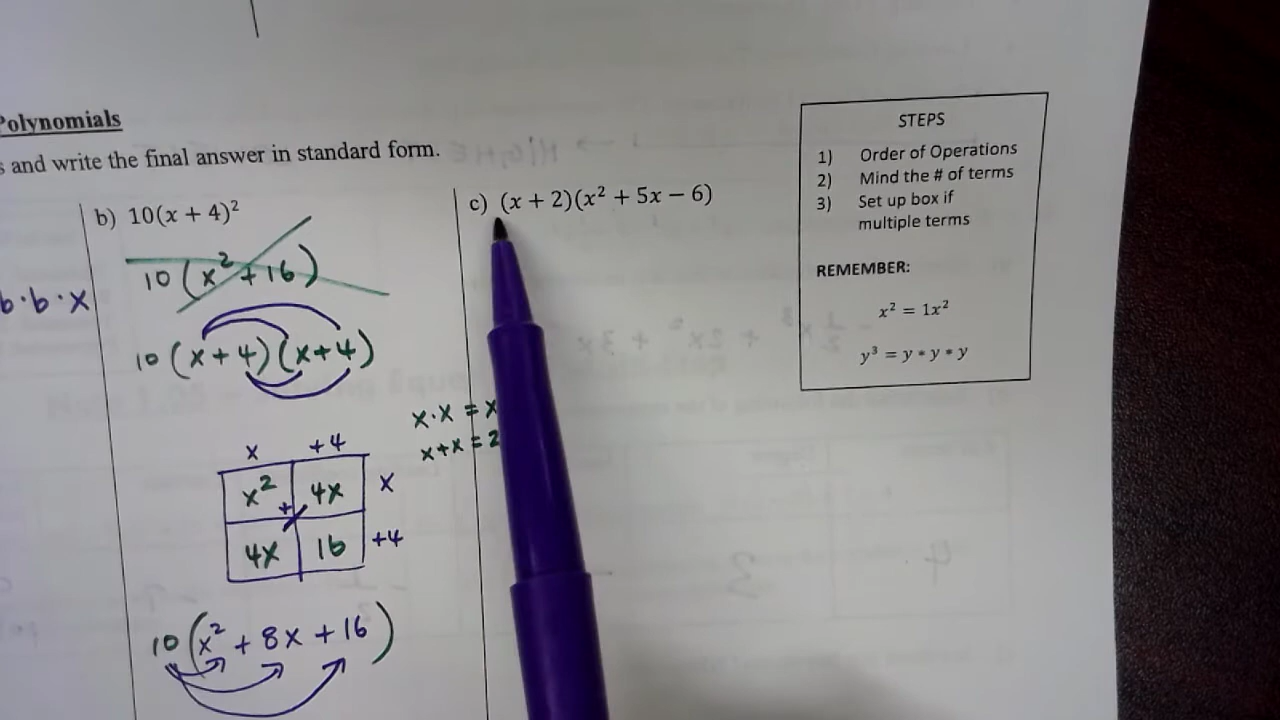 Polynomials
s and write the final answer in standard form.
b) 10(x + 4)²
10(x² + 16)
b · b · x
10(x + 4)(x + 4)
x +4
x² + 4x x
4x 16 +4
10(x² + 8x + 16)
x · x = x
x + x = 2
c) (x + 2)(x² + 5x − 6)
STEPS
1) Order of Operations
2) Mind the # of terms
3) Set up box if
multiple terms
REMEMBER:
x² = 1x²
y³ = y * y * y